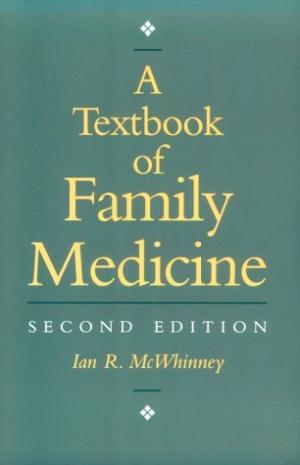 A
Textbook
of
Family
Medicine
SECOND EDITION
Ian R. McWhinney